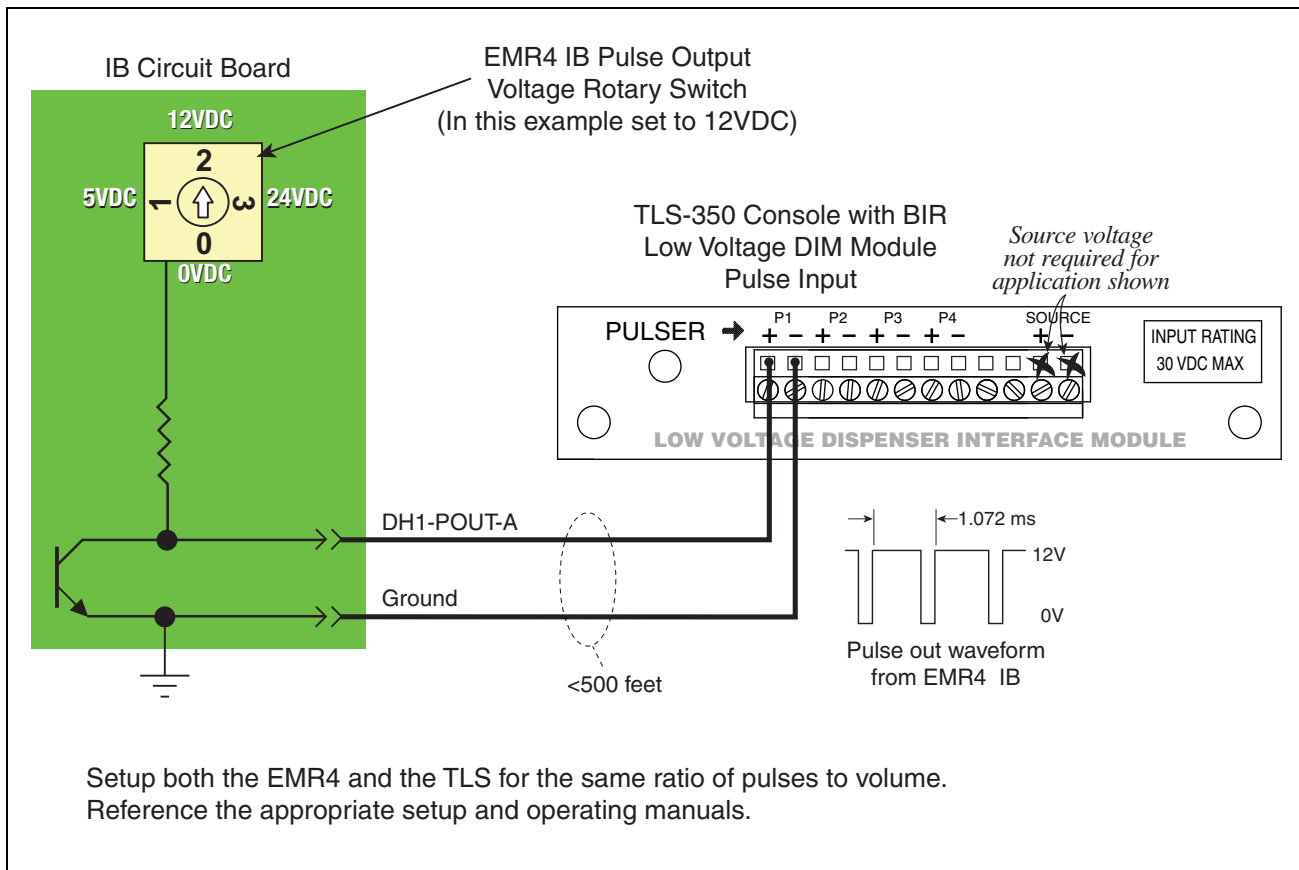 IB Circuit Board
EMR4 IB Pulse Output
Voltage Rotary Switch
(In this example set to 12VDC)
12VDC
2
5VDC
1
3
24VDC
0
0VDC
TLS-350 Console with BIR
Low Voltage DIM Module
Pulse Input
Source voltage
not required for
application shown
PULSER
P1 P2 P3 P4 SOURCE
+ − + − + − + − + −
INPUT RATING
30 VDC MAX
LOW VOLTAGE DISPENSER INTERFACE MODULE
DH1-POUT-A
Ground
<500 feet
1.072 ms
12V
0V
Pulse out waveform
from EMR4 IB
Setup both the EMR4 and the TLS for the same ratio of pulses to volume.
Reference the appropriate setup and operating manuals.